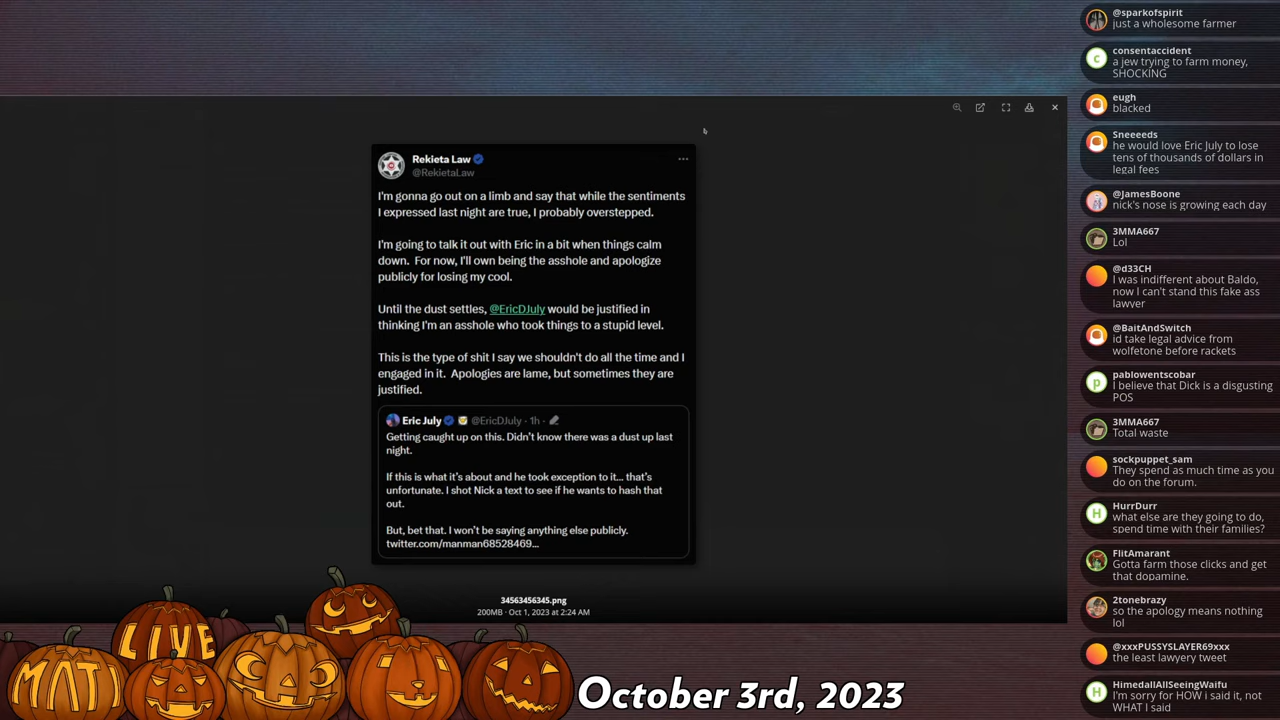 Rekieta Law
@RekietaLaw
I'm gonna go out on a limb and say that while the sentiments
I expressed last night are true, I probably overstepped.
I'm going to talk it out with Eric in a bit when things calm
down. For now, I'll own being the asshole and apologize
publicly for losing my cool.
Until the dust settles, @EricDJuly would be justified in
thinking I'm an asshole who took things to a stupid level.
This is the type of shit I say we shouldn't do all the time and I
engaged in it. Apologies are lame, but sometimes they are
justified.
Eric July @EricDJuly · 1h ·
Getting caught up on this. Didn't know there was a dust up last
night.
If this is what it's about and he took exception to it... that's
unfortunate. I shot Nick a text to see if he wants to hash that
out.
But, bet that. I won't be saying anything else publicly.
twitter.com/manman68528469...
34563456345.png
200MB · Oct 1, 2023 at 2:24 AM
LIVE
MATI
October 3rd, 2023
@sparkofspirit
just a wholesome farmer
consentaccident
a jew trying to farm money,
SHOCKING
eugh
blacked
Sneeeeds
he would love Eric July to lose
tens of thousands of dollars in
legal fees
@JamesBoone
nick's nose is growing each day
3MMA667
Lol
@d33CH
I was indifferent about Baldo,
now I can't stand this fake ass
lawyer
@BaitAndSwitch
id take legal advice from
wolfetone before rackets
pablowentscobar
I believe that Dick is a disgusting
POS
3MMA667
Total waste
sockpuppet_sam
They spend as much time as you
do on the forum.
HurrDurr
what else are they going to do,
spend time with their families?
FlitAmarant
Gotta farm those clicks and get
that dopamine.
2tonebrazy
so the apology means nothing
lol
@xxxPUSSYSLAYER69xxx
the least lawyery tweet
HimedallAllSeeingWaifu
I'm sorry for HOW i said it, not
WHAT I said